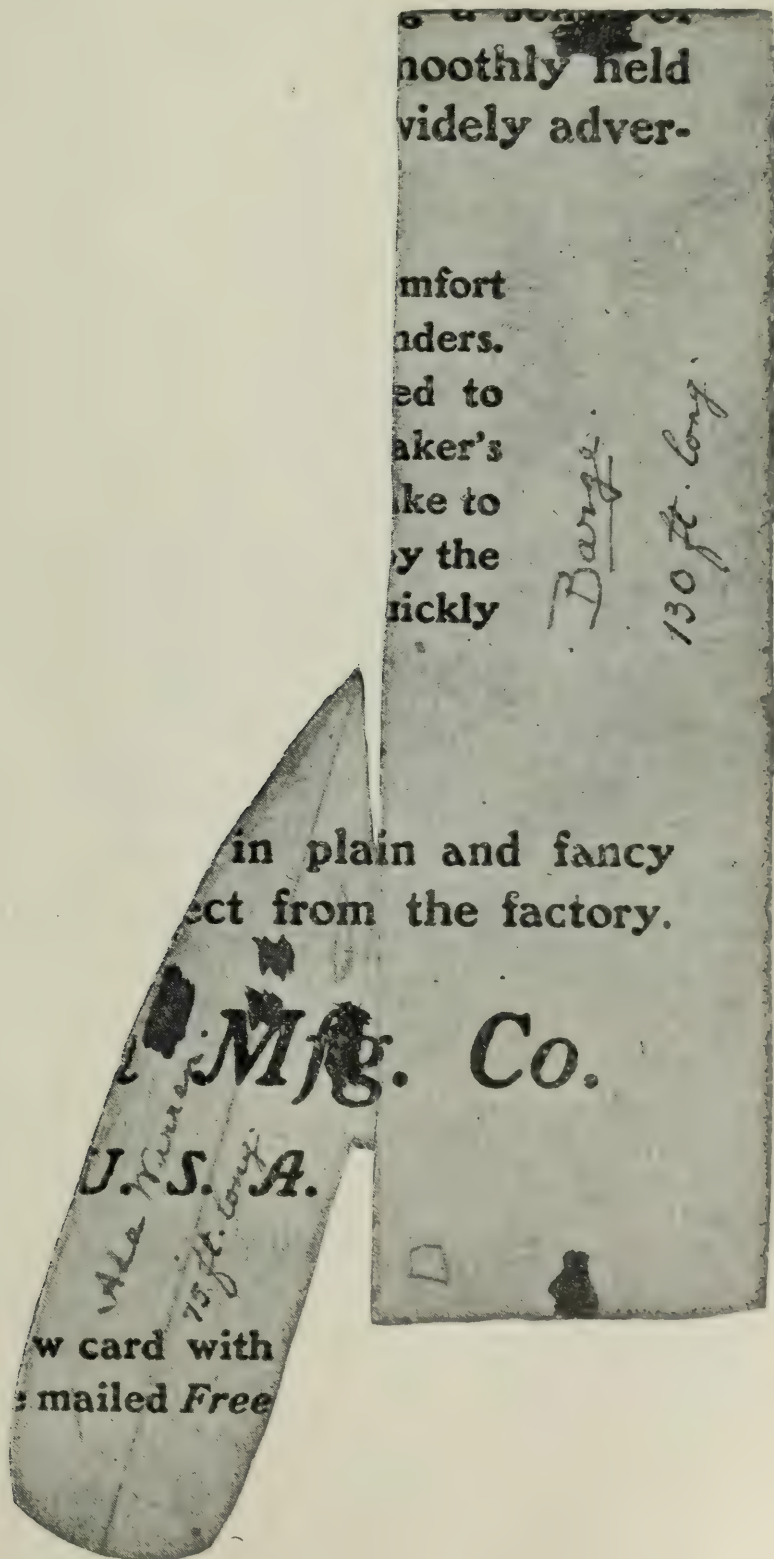 noothly held
videly adver-
mfort
nders.
ed to
aker's
ke to
y the
uickly
Barge.
130 ft. long.
in plain and fancy
ect from the factory.
Mfg. Co.
U. S. A.
Ada
75 ft. long.
w card with
mailed Free